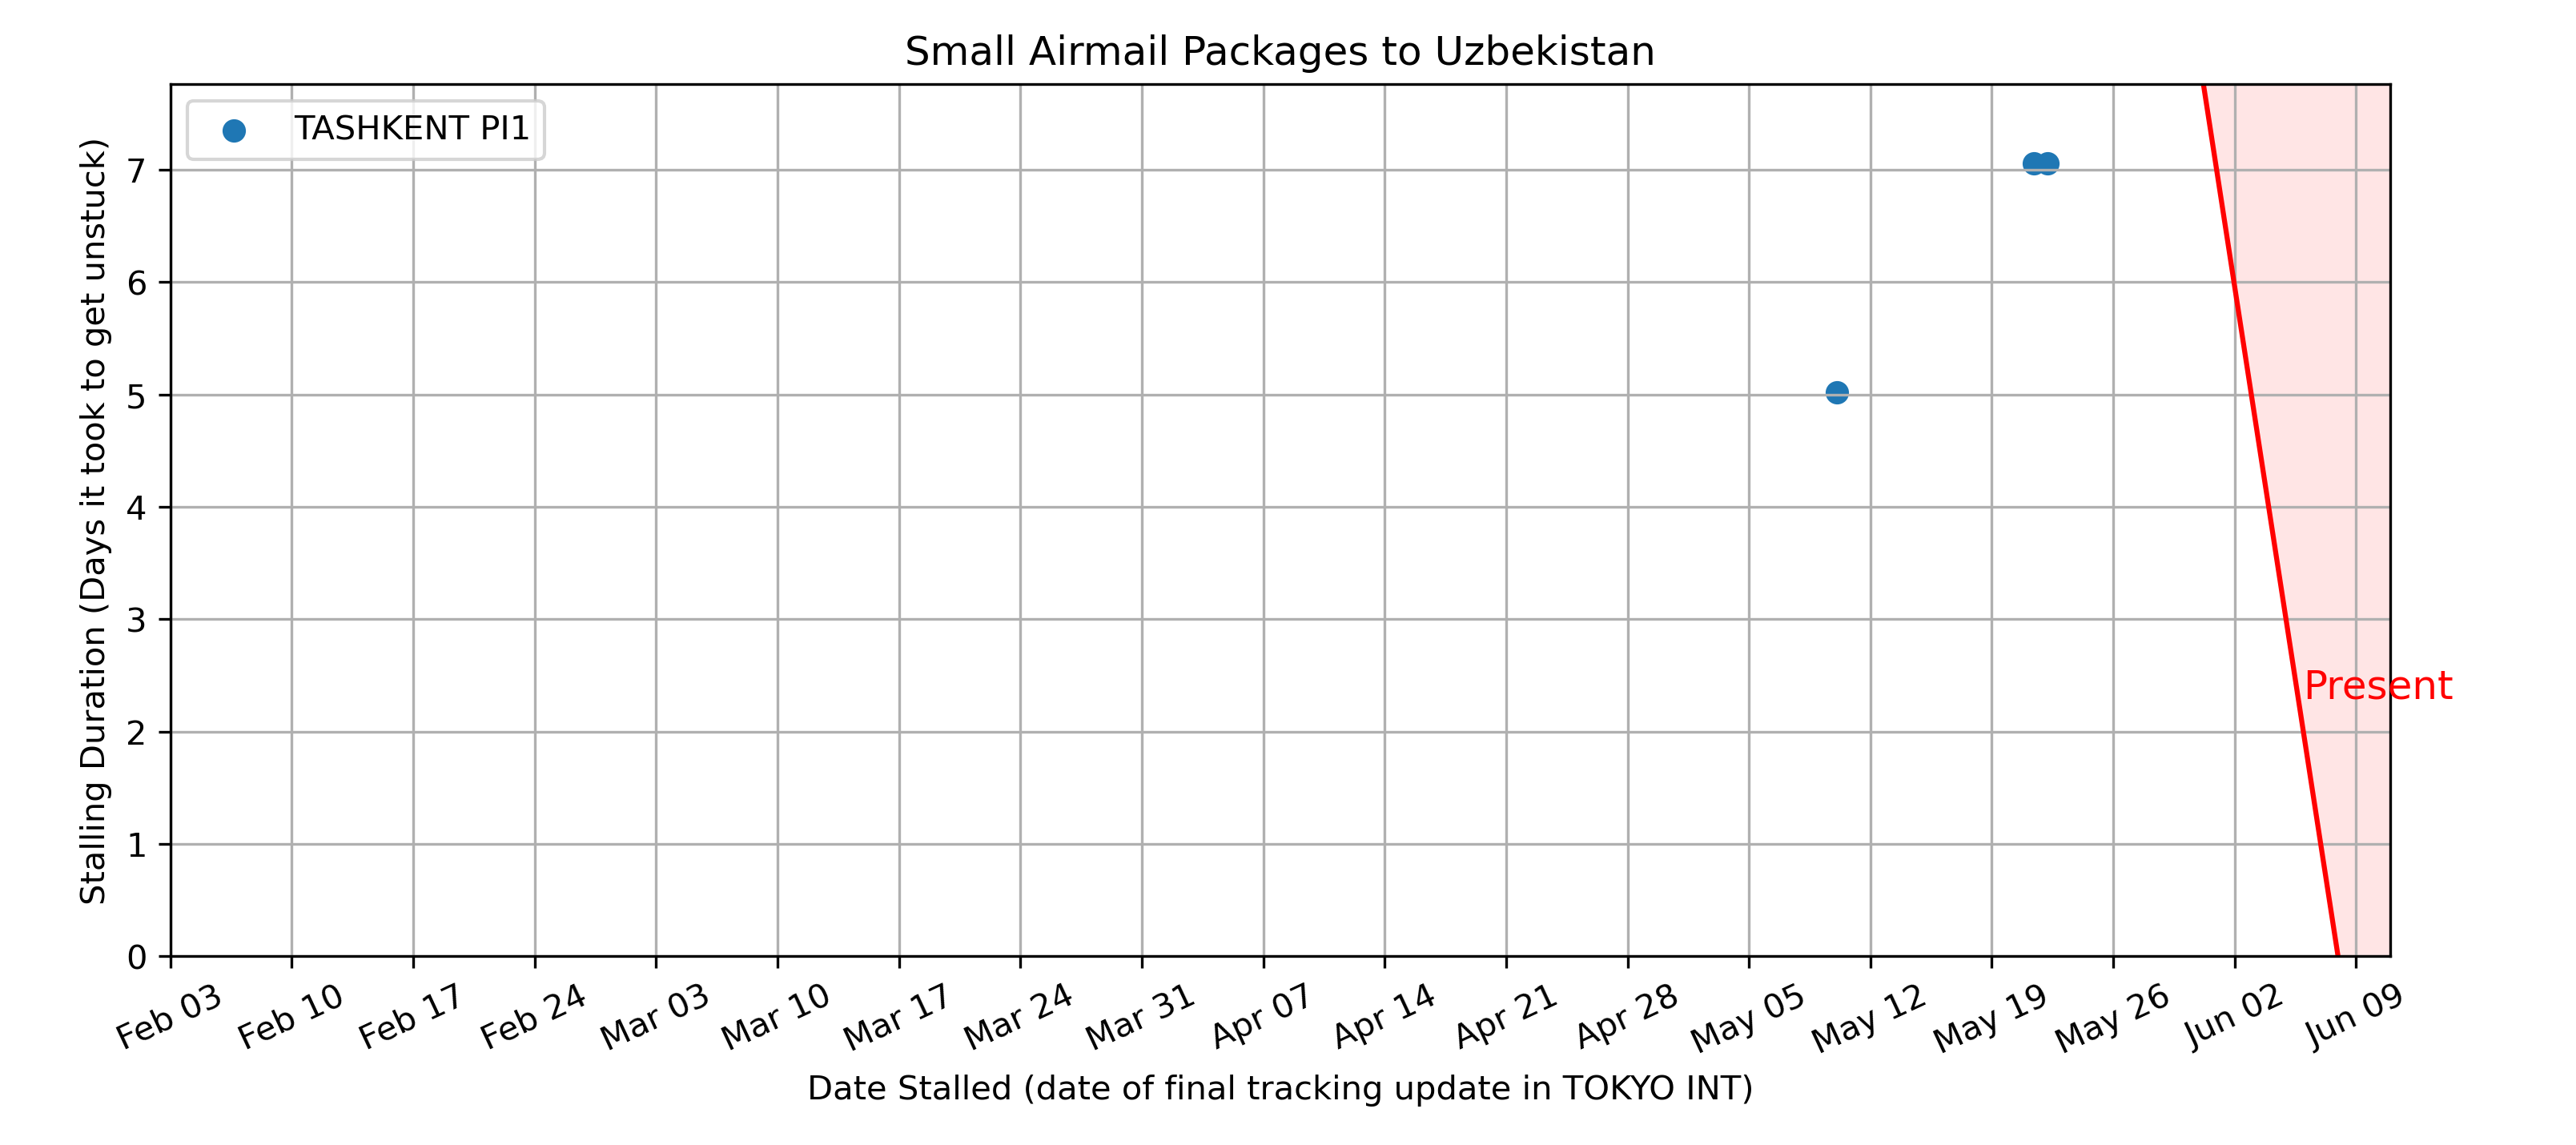 Small Airmail Packages to Uzbekistan
TASHKENT PI1
Stalling Duration (Days it took to get unstuck)
7
6
5
4
3
2
1
0
Present
Feb 03
Feb 10
Feb 17
Feb 24
Mar 03
Mar 10
Mar 17
Mar 24
Mar 31
Apr 07
Apr 14
Apr 21
Apr 28
May 05
May 12
May 19
May 26
Jun 02
Jun 09
Date Stalled (date of final tracking update in TOKYO INT)